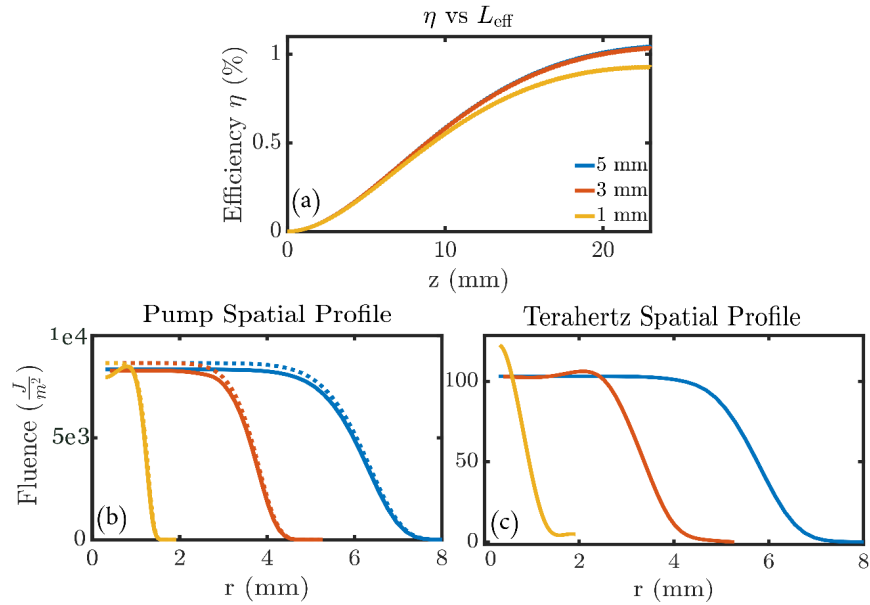 η vs L_eff
Efficiency η (%)
1
0.5
0
(a)
5 mm
3 mm
1 mm
0 10 20
z (mm)
Pump Spatial Profile
Fluence (J/m²)
1e4
5e3
0
(b)
0 2 4 6 8
r (mm)
Terahertz Spatial Profile
100
50
0
(c)
0 2 4 6 8
r (mm)